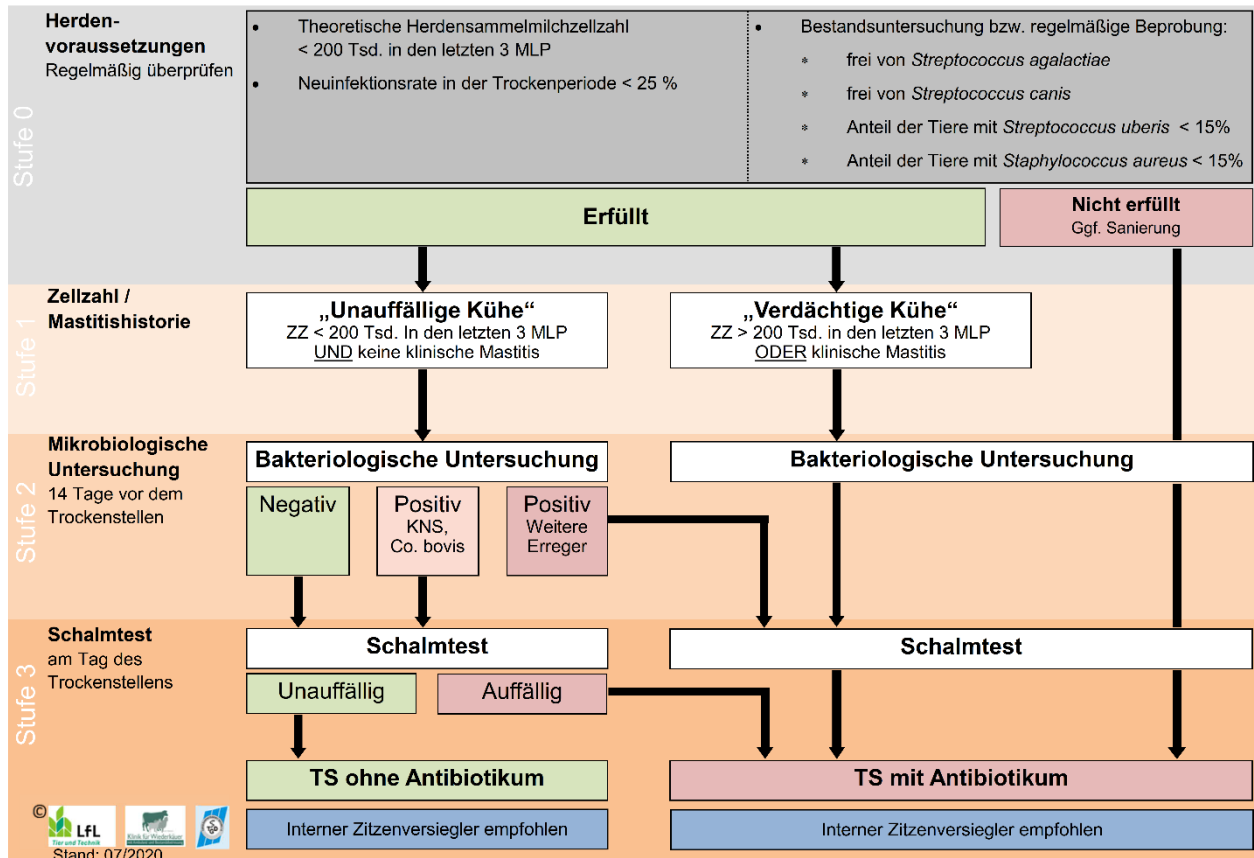 Herden-
voraussetzungen
Regelmäßig überprüfen
Stufe 0
• Theoretische Herdensammelmilchzellzahl
< 200 Tsd. in den letzten 3 MLP
• Neuinfektionsrate in der Trockenperiode < 25 %
• Bestandsuntersuchung bzw. regelmäßige Beprobung:
* frei von Streptococcus agalactiae
* frei von Streptococcus canis
* Anteil der Tiere mit Streptococcus uberis < 15%
* Anteil der Tiere mit Staphylococcus aureus < 15%
Erfüllt
Nicht erfüllt
Ggf. Sanierung
Zellzahl /
Mastitishistorie
Stufe 1
„Unauffällige Kühe“
ZZ < 200 Tsd. In den letzten 3 MLP
UND keine klinische Mastitis
„Verdächtige Kühe“
ZZ > 200 Tsd. in den letzten 3 MLP
ODER klinische Mastitis
Mikrobiologische
Untersuchung
14 Tage vor dem
Trockenstellen
Stufe 2
Bakteriologische Untersuchung
Bakteriologische Untersuchung
Negativ
Positiv
KNS,
Co. bovis
Positiv
Weitere
Erreger
Schalmtest
am Tag des
Trockenstellens
Stufe 3
Schalmtest
Schalmtest
Unauffällig
Auffällig
TS ohne Antibiotikum
TS mit Antibiotikum
Interner Zitzenversiegler empfohlen
Interner Zitzenversiegler empfohlen
©
LfL
Tier und Technik
Klinik für Wiederkäuer
Stand: 07/2020